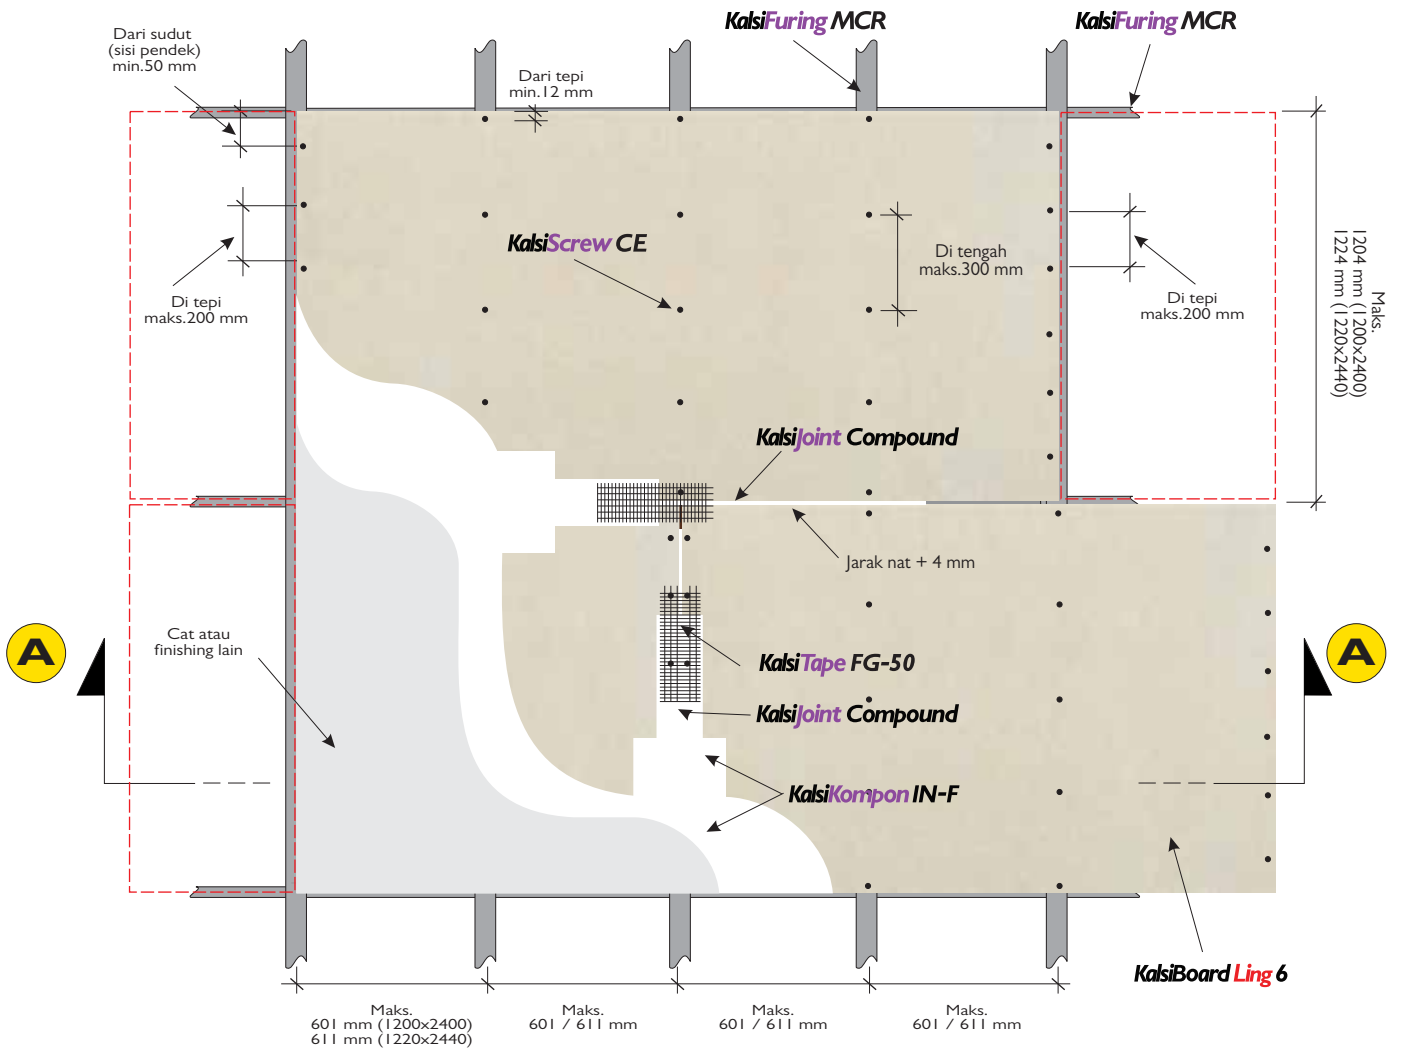 KalsiFuring MCR
KalsiFuring MCR
Dari sudut
(sisi pendek)
min.50 mm
Dari tepi
min.12 mm
KalsiScrew CE
Di tengah
maks.300 mm
Di tepi
maks.200 mm
Di tepi
maks.200 mm
Maks.
1204 mm (1200x2400)
1224 mm (1220x2440)
KalsiJoint Compound
Jarak nat + 4 mm
Cat atau
finishing lain
A
A
KalsiTape FG-50
KalsiJoint Compound
KalsiKompon IN-F
KalsiBoard Ling 6
Maks.
601 mm (1200x2400)
611 mm (1220x2440)
Maks.
601 / 611 mm
Maks.
601 / 611 mm
Maks.
601 / 611 mm